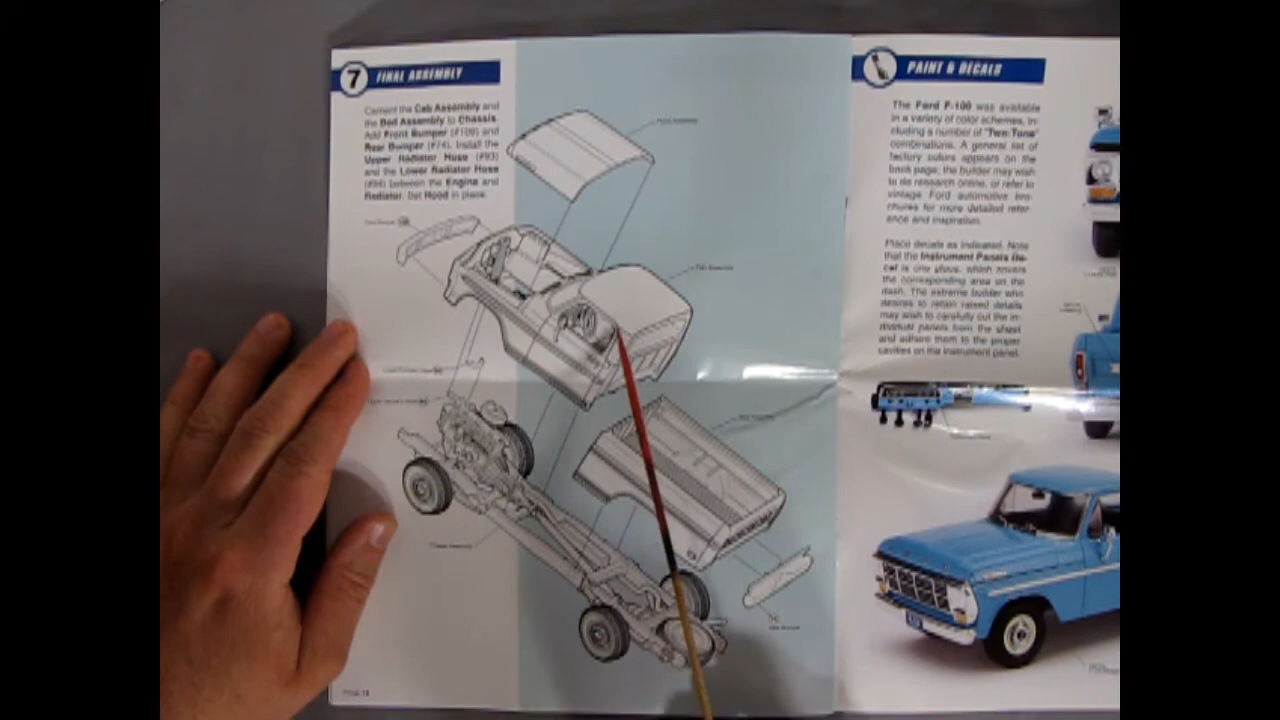 7 FINAL ASSEMBLY
Cement the Cab Assembly and
the Bed Assembly to Chassis.
Add Front Bumper (#109) and
Rear Bumper (#74). Install the
Upper Radiator Hose (#93)
and the Lower Radiator Hose
(#94) between the Engine and
Radiator. Set Hood in place.
PAINT & DECALS
The Ford F-100 was available
in a variety of color schemes, in-
cluding a number of "Two-Tone"
combinations. A general list of
factory colors appears on the
back page; the builder may wish
to do research online, or refer to
vintage Ford automotive bro-
chures for more detailed refer-
ence and inspiration.
Place decals as indicated. Note
that the Instrument Panels De-
cal is one piece, which covers
the corresponding area on the
dash. The extreme builder who
desires to retain raised details
may wish to carefully cut the in-
dividual panels from the sheet
and adhere them to the proper
cavities on the instrument panel.